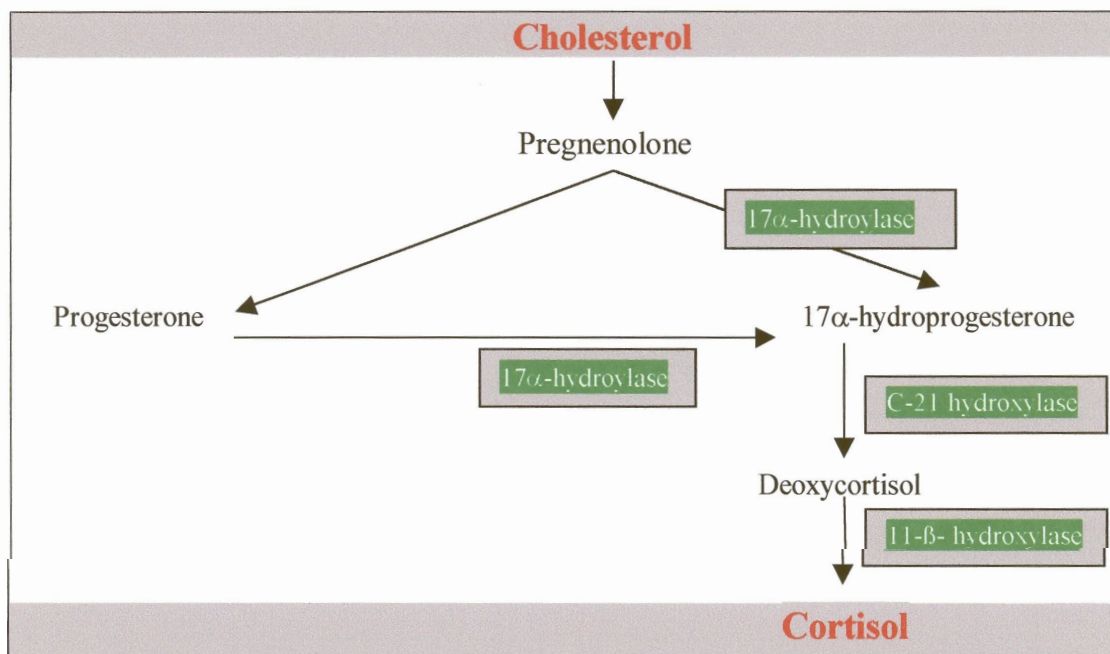 Cholesterol
Pregnenolone
17α-hydroylase
Progesterone
17α-hydroprogesterone
17α-hydroylase
C-21 hydroxylase
Deoxycortisol
11-ß- hydroxylase
Cortisol